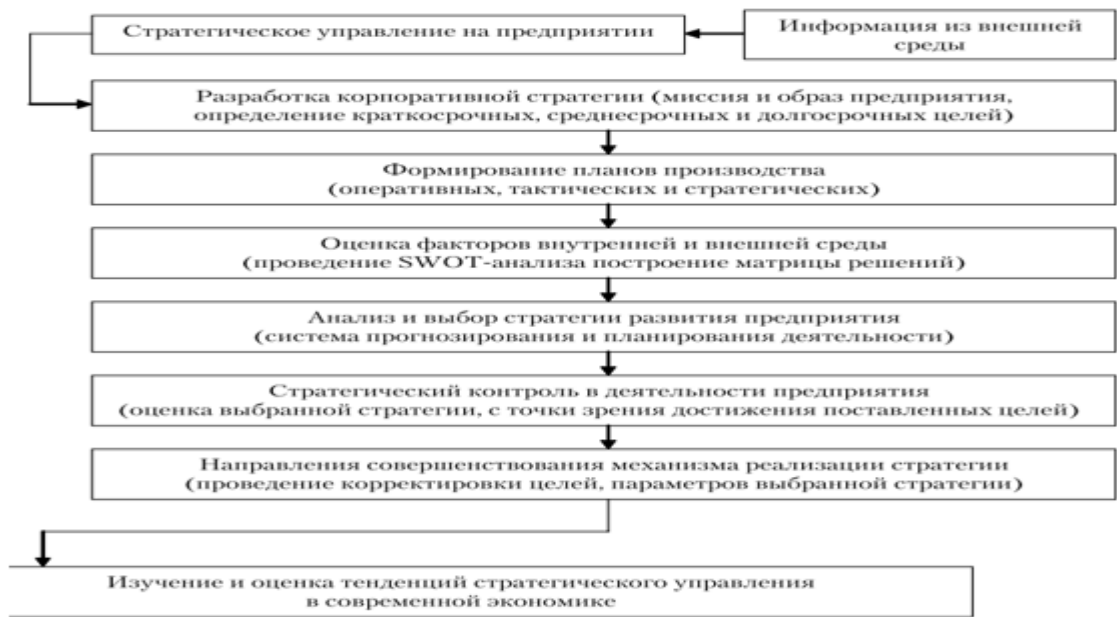 Стратегическое управление на предприятии
Информация из внешней
среды
Разработка корпоративной стратегии (миссия и образ предприятия,
определение краткосрочных, среднесрочных и долгосрочных целей)
Формирование планов производства
(оперативных, тактических и стратегических)
Оценка факторов внутренней и внешней среды
(проведение SWOT-анализа построение матрицы решений)
Анализ и выбор стратегии развития предприятия
(система прогнозирования и планирования деятельности)
Стратегический контроль в деятельности предприятия
(оценка выбранной стратегии, с точки зрения достижения поставленных целей)
Направления совершенствования механизма реализации стратегии
(проведение корректировки целей, параметров выбранной стратегии)
Изучение и оценка тенденций стратегического управления
в современной экономике